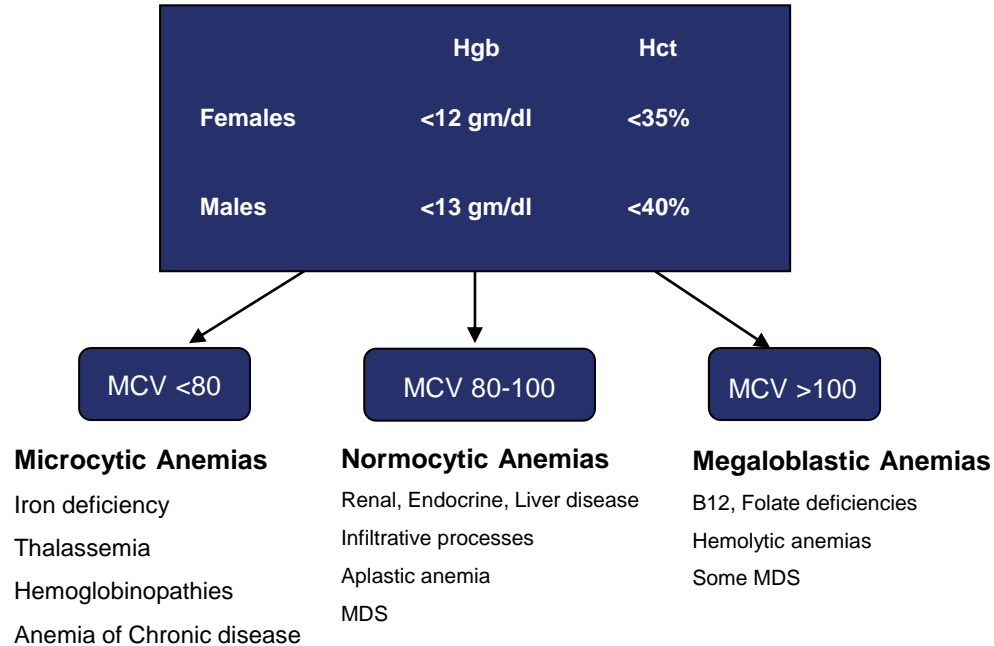 Hgb Hct
Females <12 gm/dl <35%
Males <13 gm/dl <40%
MCV <80
MCV 80-100
MCV >100
Microcytic Anemias
Iron deficiency
Thalassemia
Hemoglobinopathies
Anemia of Chronic disease
Normocytic Anemias
Renal, Endocrine, Liver disease
Infiltrative processes
Aplastic anemia
MDS
Megaloblastic Anemias
B12, Folate deficiencies
Hemolytic anemias
Some MDS